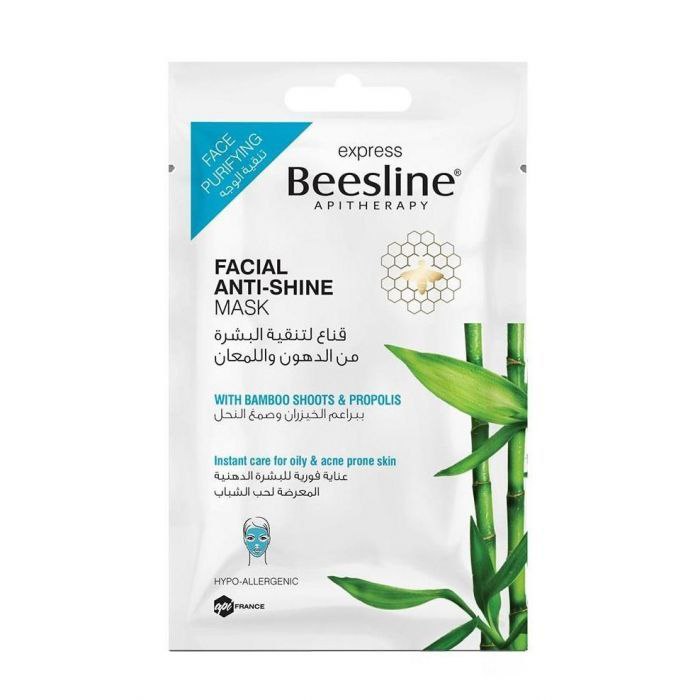 FACE
PURIFYING
تنقية الوجه
express
Beesline®
APITHERAPY
FACIAL
ANTI-SHINE
MASK
قناع لتنقية البشرة
من الدهون واللمعان
WITH BAMBOO SHOOTS & PROPOLIS
ببراعم الخيزران وصمغ النحل
Instant care for oily & acne prone skin
عناية فورية للبشرة الدهنية
المعرضة لحب الشباب
HYPO-ALLERGENIC
api FRANCE